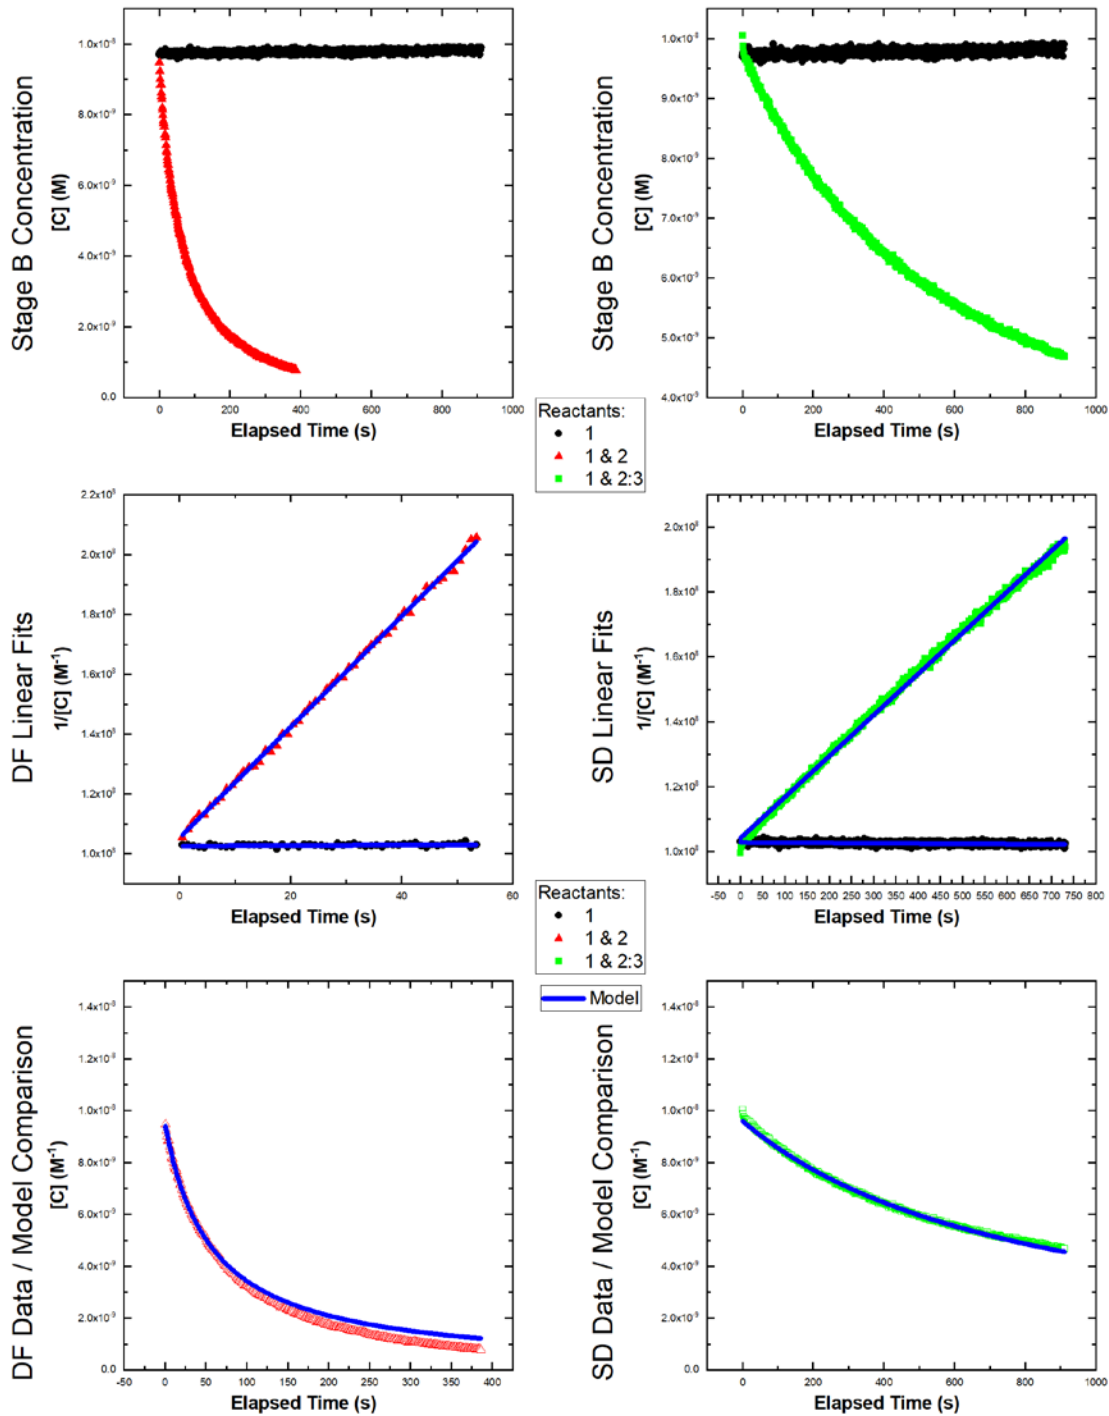 Stage B Concentration
[C] (M)
1.0x10⁻⁸
8.0x10⁻⁹
6.0x10⁻⁹
4.0x10⁻⁹
2.0x10⁻⁹
0.0
0 200 400 600 800 1000
Elapsed Time (s)
Stage B Concentration
[C] (M)
1.0x10⁻⁸
9.0x10⁻⁹
8.0x10⁻⁹
7.0x10⁻⁹
6.0x10⁻⁹
5.0x10⁻⁹
4.0x10⁻⁹
0 200 400 600 800 1000
Elapsed Time (s)
Reactants:
1
1 & 2
1 & 2:3
DF Linear Fits
1/[C] (M⁻¹)
2.2x10⁸
2.0x10⁸
1.8x10⁸
1.6x10⁸
1.4x10⁸
1.2x10⁸
1.0x10⁸
0 20 40 60
Elapsed Time (s)
SD Linear Fits
1/[C] (M⁻¹)
2.0x10⁸
1.8x10⁸
1.6x10⁸
1.4x10⁸
1.2x10⁸
1.0x10⁸
-50 0 50 100 150 200 250 300 350 400 450 500 550 600 650 700 750 800
Elapsed Time (s)
Reactants:
1
1 & 2
1 & 2:3
Model
DF Data / Model Comparison
[C] (M⁻¹)
1.4x10⁻⁸
1.2x10⁻⁸
1.0x10⁻⁸
8.0x10⁻⁹
6.0x10⁻⁹
4.0x10⁻⁹
2.0x10⁻⁹
0.0
-50 0 50 100 150 200 250 300 350 400
Elapsed Time (s)
SD Data / Model Comparison
[C] (M⁻¹)
1.4x10⁻⁸
1.2x10⁻⁸
1.0x10⁻⁸
8.0x10⁻⁹
6.0x10⁻⁹
4.0x10⁻⁹
2.0x10⁻⁹
0.0
0 200 400 600 800 1000
Elapsed Time (s)